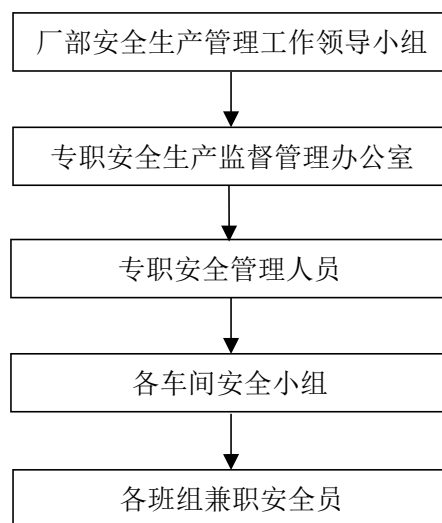 厂部安全生产管理工作领导小组
专职安全生产监督管理办公室
专职安全管理人员
各车间安全小组
各班组兼职安全员